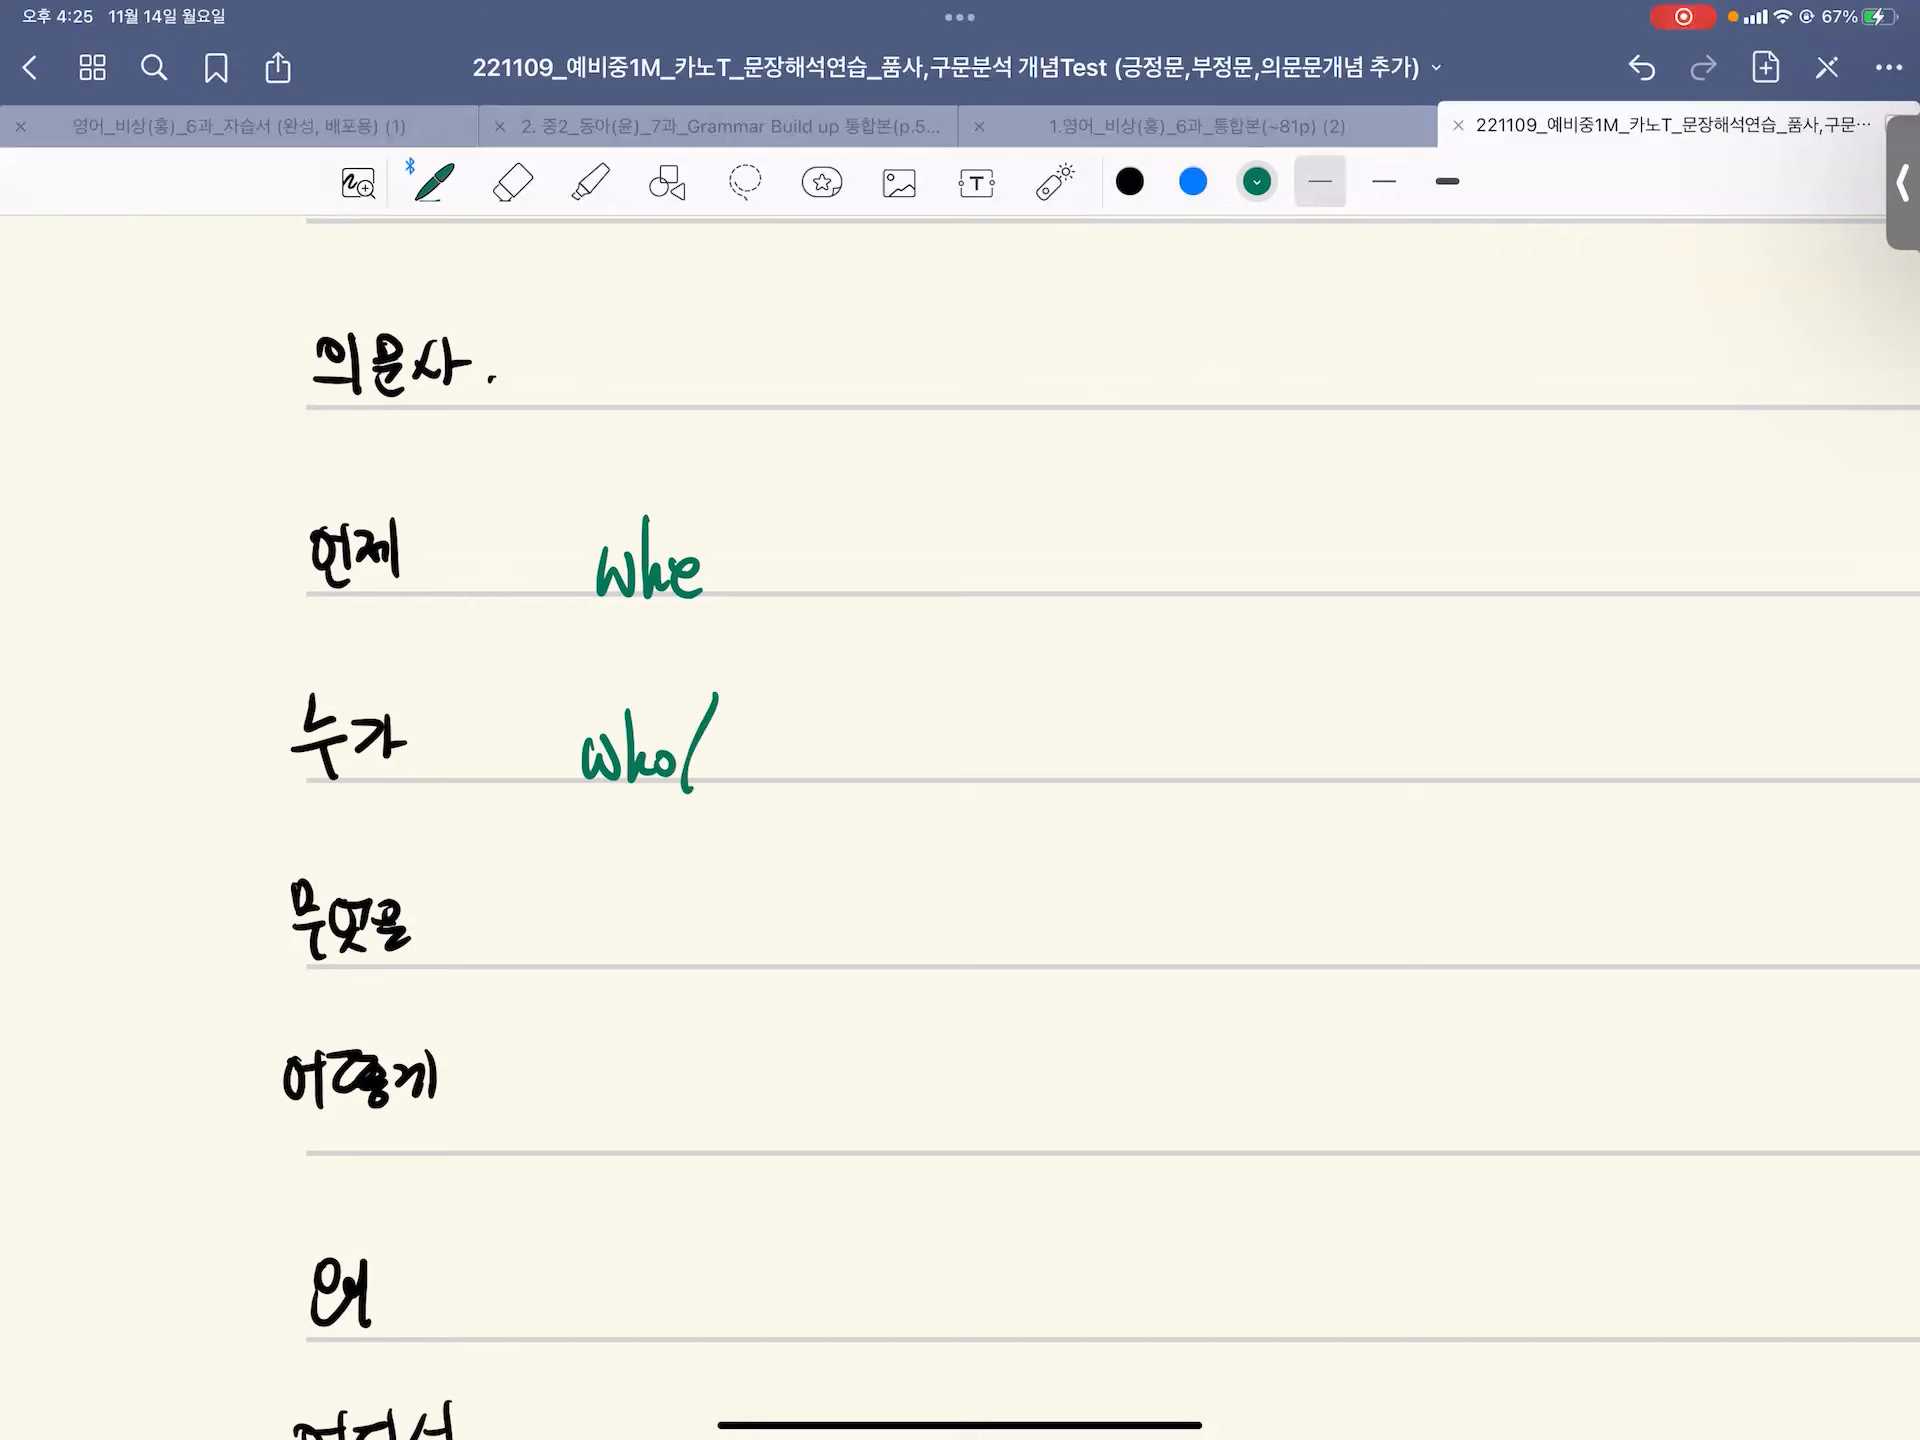 오후 4:25 11월 14일 월요일 67%
221109_예비중1M_카노T_문장해석연습_품사,구문분석 개념Test (긍정문,부정문,의문문개념 추가)
영어_비상(홍)_6과_자습서 (완성, 배포용) (1) 2. 중2_동아(윤)_7과_Grammar Build up 통합본(p.5... 1.영어_비상(홍)_6과_통합본(~81p) (2) 221109_예비중1M_카노T_문장해석연습_품사,구문...
T
의문사.
언제 whe
누가 who/
무엇을
어떻게
왜
어디서